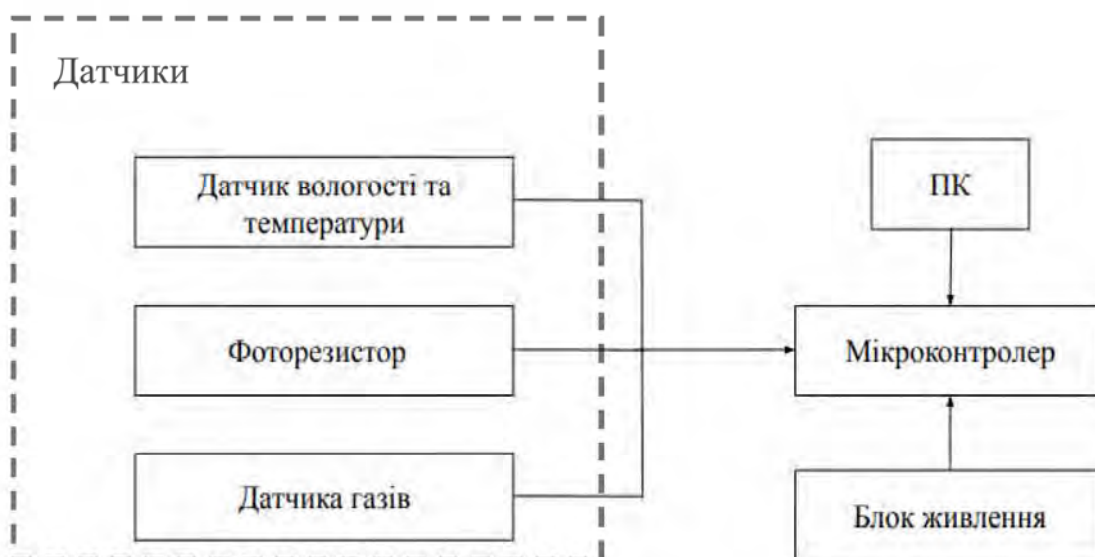 Датчики
Датчик вологості та
температури
ПК
Фоторезистор
Мікроконтролер
Датчика газів
Блок живлення